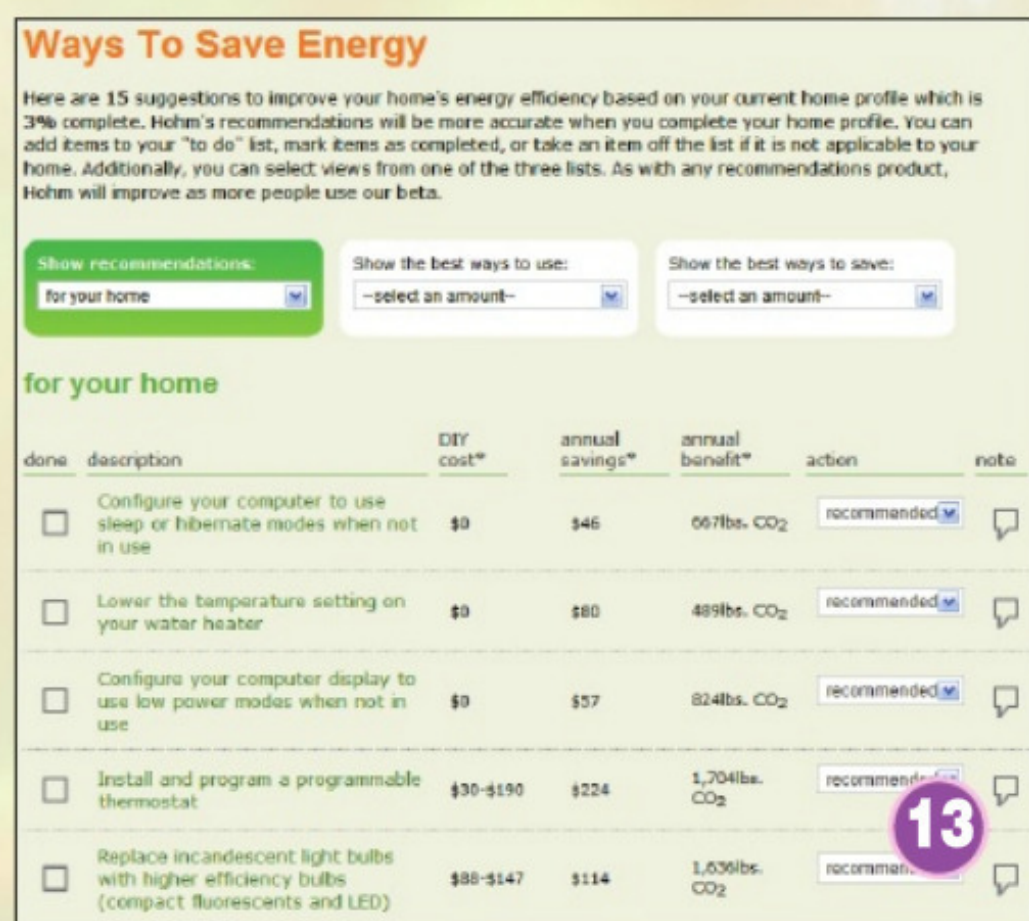 Ways To Save Energy
Here are 15 suggestions to improve your home's energy efficiency based on your current home profile which is
3% complete. Hohm's recommendations will be more accurate when you complete your home profile. You can
add items to your "to do" list, mark items as completed, or take an item off the list if it is not applicable to your
home. Additionally, you can select views from one of the three lists. As with any recommendations product,
Hohm will improve as more people use our beta.
Show recommendations: Show the best ways to use: Show the best ways to save:
for your home --select an amount-- --select an amount--
for your home
done description DIY cost* annual savings* annual benefit* action note
Configure your computer to use
sleep or hibernate modes when not
in use
$0 $46 667lbs. CO2 recommended
Lower the temperature setting on
your water heater
$0 $80 489lbs. CO2 recommended
Configure your computer display to
use low power modes when not in
use
$0 $57 824lbs. CO2 recommended
Install and program a programmable
thermostat
$30-$190 $224 1,704lbs. CO2
13
Replace incandescent light bulbs
with higher efficiency bulbs
(compact fluorescents and LED)
$88-$147 $114 1,636lbs. CO2